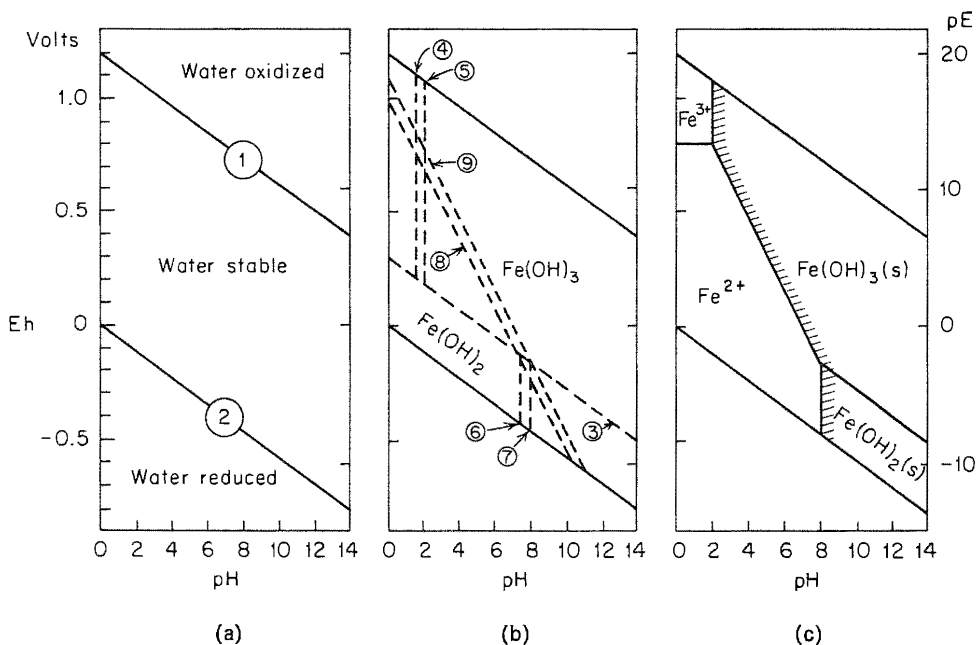 Volts
1.0
0.5
Eh
0
-0.5
Water oxidized
①
Water stable
②
Water reduced
0 2 4 6 8 10 12 14
pH
(a)
④
⑤
⑨
⑧
Fe(OH)3
Fe(OH)2
⑥
⑦
③
0 2 4 6 8 10 12 14
pH
(b)
pE
20
10
0
-10
Fe3+
Fe(OH)3(s)
Fe2+
Fe(OH)2(s)
0 2 4 6 8 10 12 14
pH
(c)